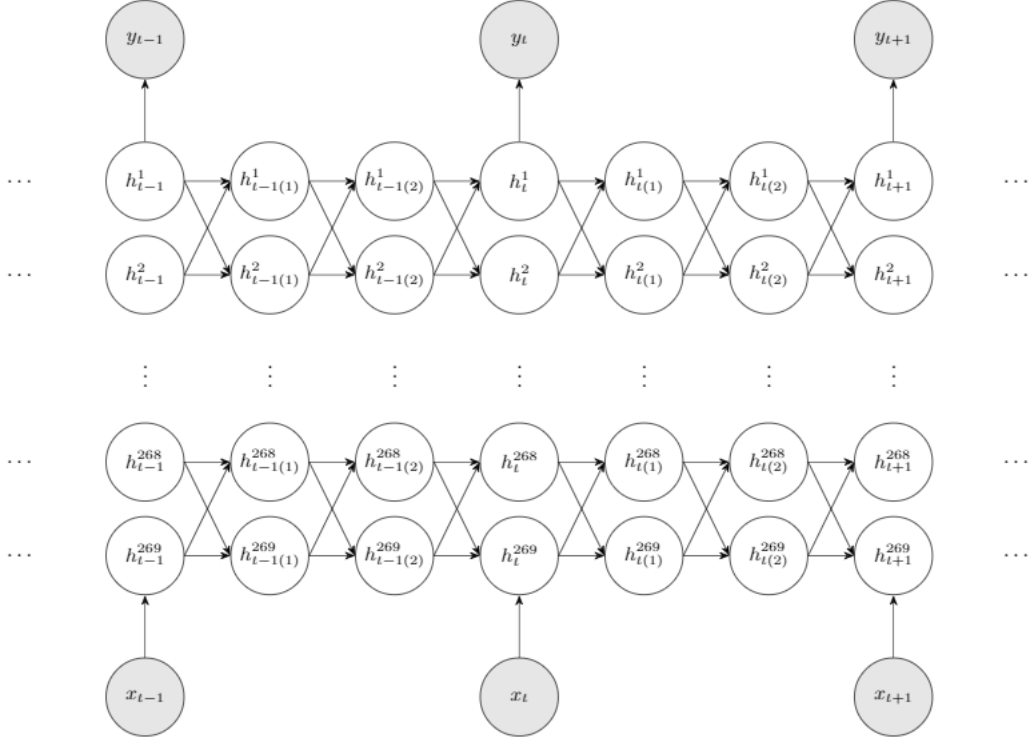 y_{t−1} y_t y_{t+1}
⋯ h^1_{t−1} h^1_{t−1(1)} h^1_{t−1(2)} h^1_t h^1_{t(1)} h^1_{t(2)} h^1_{t+1} ⋯
⋯ h^2_{t−1} h^2_{t−1(1)} h^2_{t−1(2)} h^2_t h^2_{t(1)} h^2_{t(2)} h^2_{t+1} ⋯
⋮ ⋮ ⋮ ⋮ ⋮ ⋮ ⋮
⋯ h^{268}_{t−1} h^{268}_{t−1(1)} h^{268}_{t−1(2)} h^{268}_t h^{268}_{t(1)} h^{268}_{t(2)} h^{268}_{t+1} ⋯
⋯ h^{269}_{t−1} h^{269}_{t−1(1)} h^{269}_{t−1(2)} h^{269}_t h^{269}_{t(1)} h^{269}_{t(2)} h^{269}_{t+1} ⋯
x_{t−1} x_t x_{t+1}